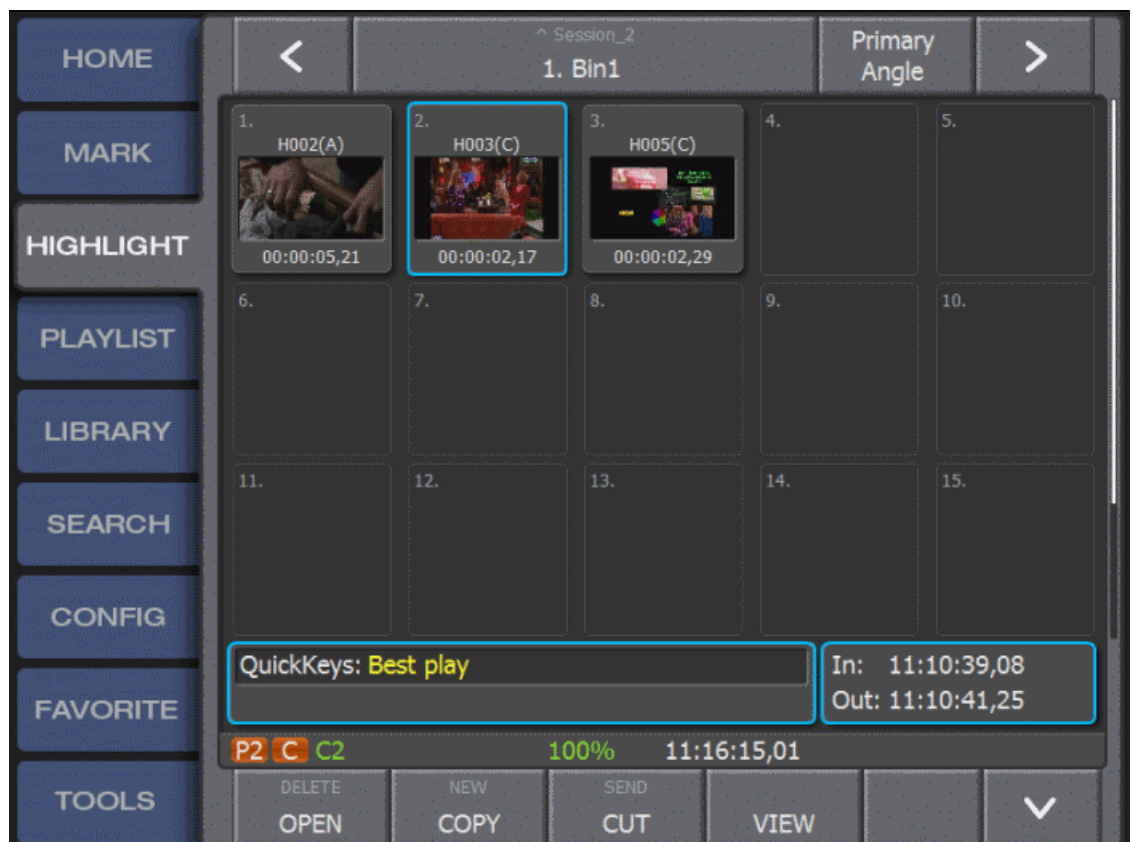 HOME
MARK
HIGHLIGHT
PLAYLIST
LIBRARY
SEARCH
CONFIG
FAVORITE
TOOLS
<
^ Session_2
1. Bin1
Primary
Angle
>
1.
H002(A)
00:00:05,21
2.
H003(C)
00:00:02,17
3.
H005(C)
00:00:02,29
4.
5.
6.
7.
8.
9.
10.
11.
12.
13.
14.
15.
QuickKeys: Best play
In: 11:10:39,08
Out: 11:10:41,25
P2 C C2 100% 11:16:15,01
DELETE
OPEN
NEW
COPY
SEND
CUT
VIEW